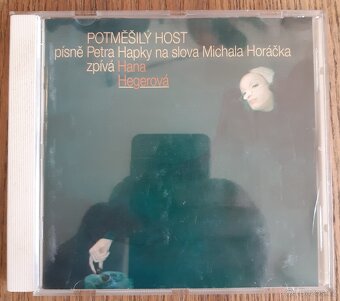 POTMĚŠILÝ HOST
písně Petra Hapky na slova Michala Horáčka
zpívá Hana
Hegerová